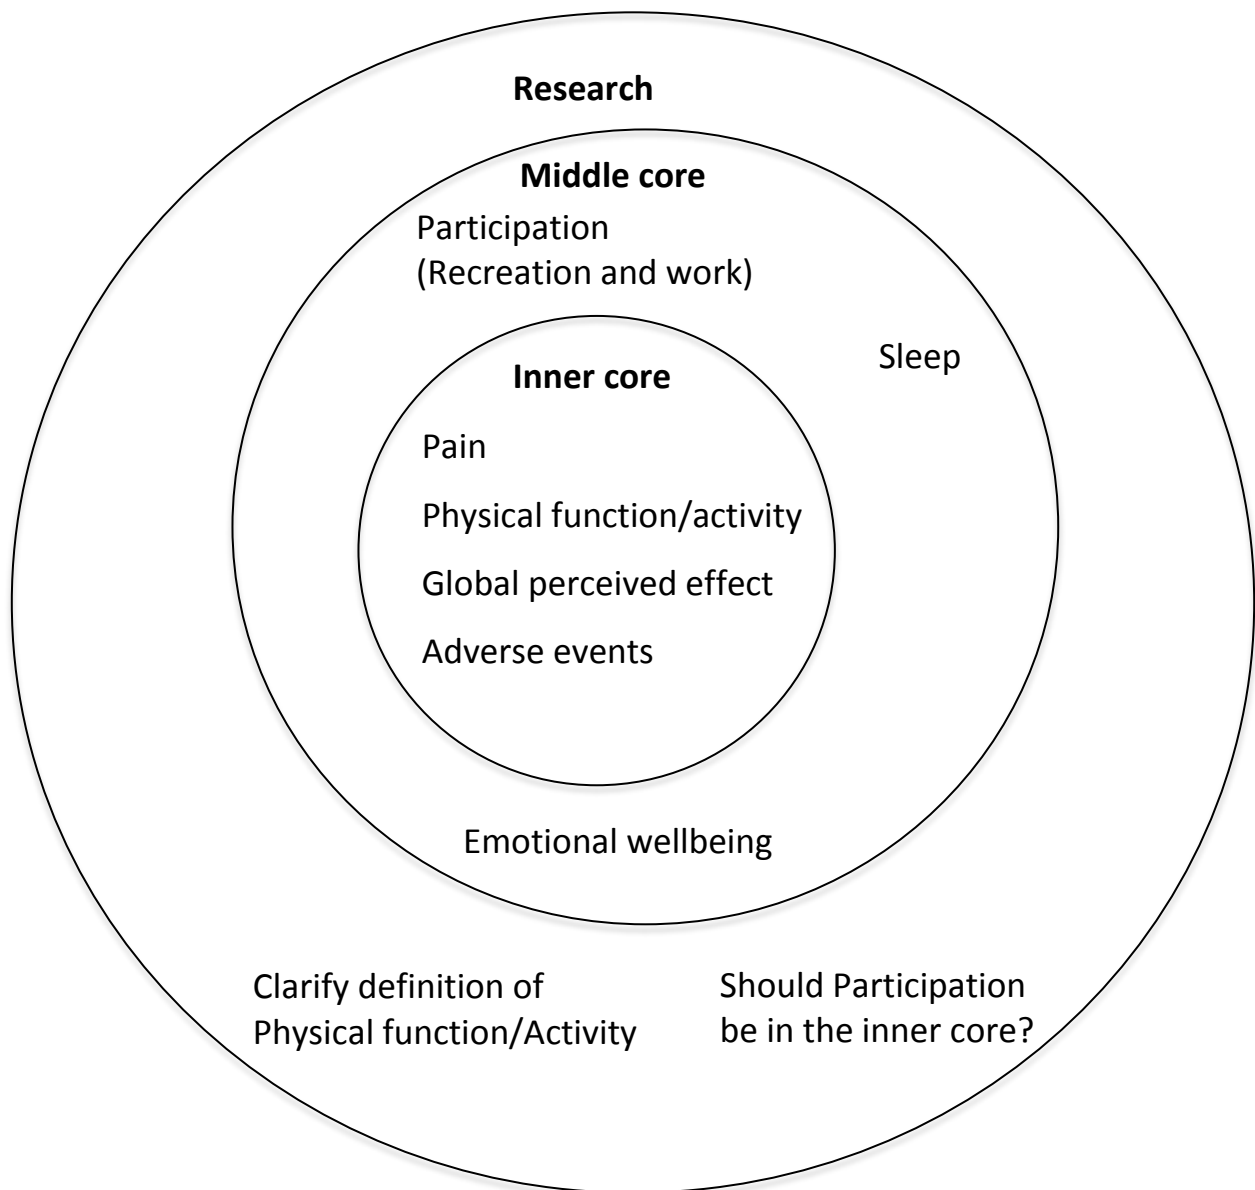 Research
Middle core
Participation
(Recreation and work)
Sleep
Inner core
Pain
Physical function/activity
Global perceived effect
Adverse events
Emotional wellbeing
Clarify definition of
Physical function/Activity
Should Participation
be in the inner core?